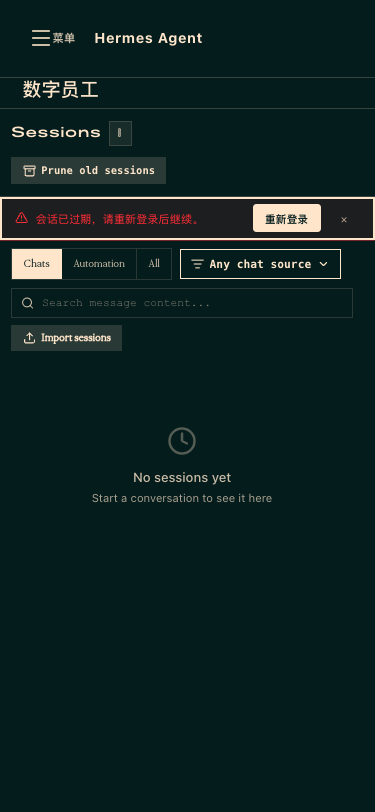 菜单 Hermes Agent
数字员工
Sessions 0
Prune old sessions
会话已过期，请重新登录后继续。 重新登录 ×
Chats Automation All Any chat source
Search message content...
Import sessions
No sessions yet
Start a conversation to see it here